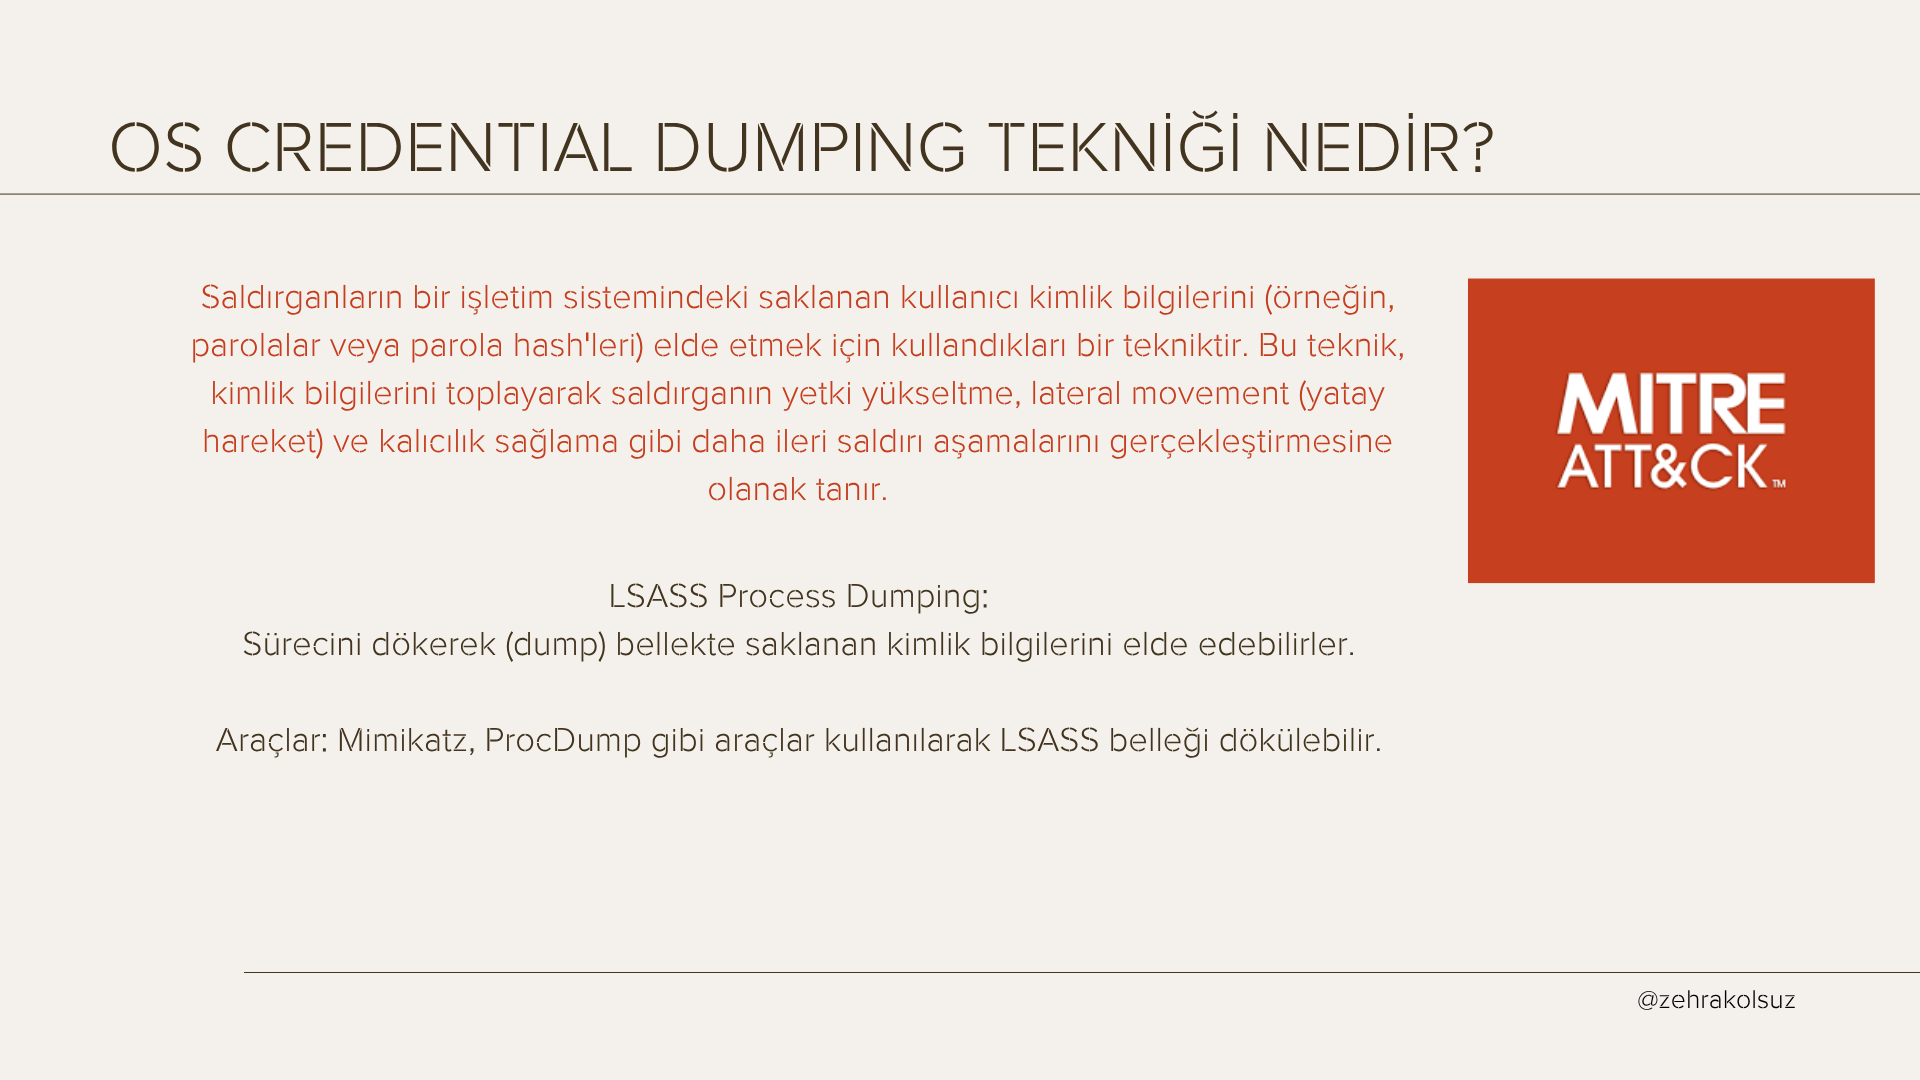 OS CREDENTIAL DUMPING TEKNİĞİ NEDİR?
Saldırganların bir işletim sistemindeki saklanan kullanıcı kimlik bilgilerini (örneğin,
parolalar veya parola hash'leri) elde etmek için kullandıkları bir tekniktir. Bu teknik,
kimlik bilgilerini toplayarak saldırganın yetki yükseltme, lateral movement (yatay
hareket) ve kalıcılık sağlama gibi daha ileri saldırı aşamalarını gerçekleştirmesine
olanak tanır.
MITRE
ATT&CK™
LSASS Process Dumping:
Sürecini dökerek (dump) bellekte saklanan kimlik bilgilerini elde edebilirler.
Araçlar: Mimikatz, ProcDump gibi araçlar kullanılarak LSASS belleği dökülebilir.
@zehrakolsuz